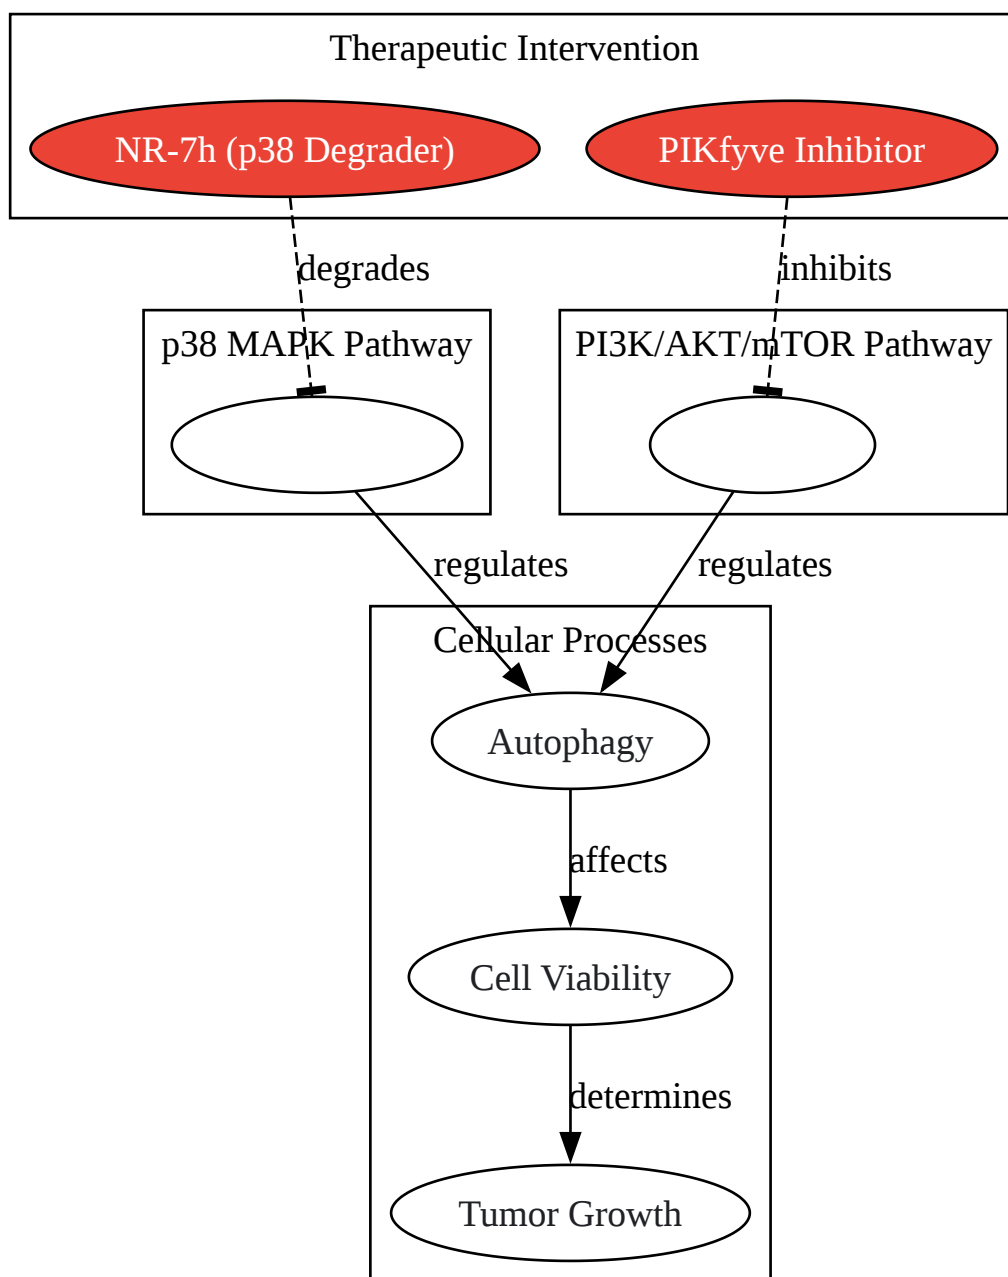 Therapeutic Intervention
NR-7h (p38 Degrader)
PIKfyve Inhibitor
degrades
inhibits
p38 MAPK Pathway
PI3K/AKT/mTOR Pathway
regulates
regulates
Cellular Processes
Autophagy
affects
Cell Viability
determines
Tumor Growth